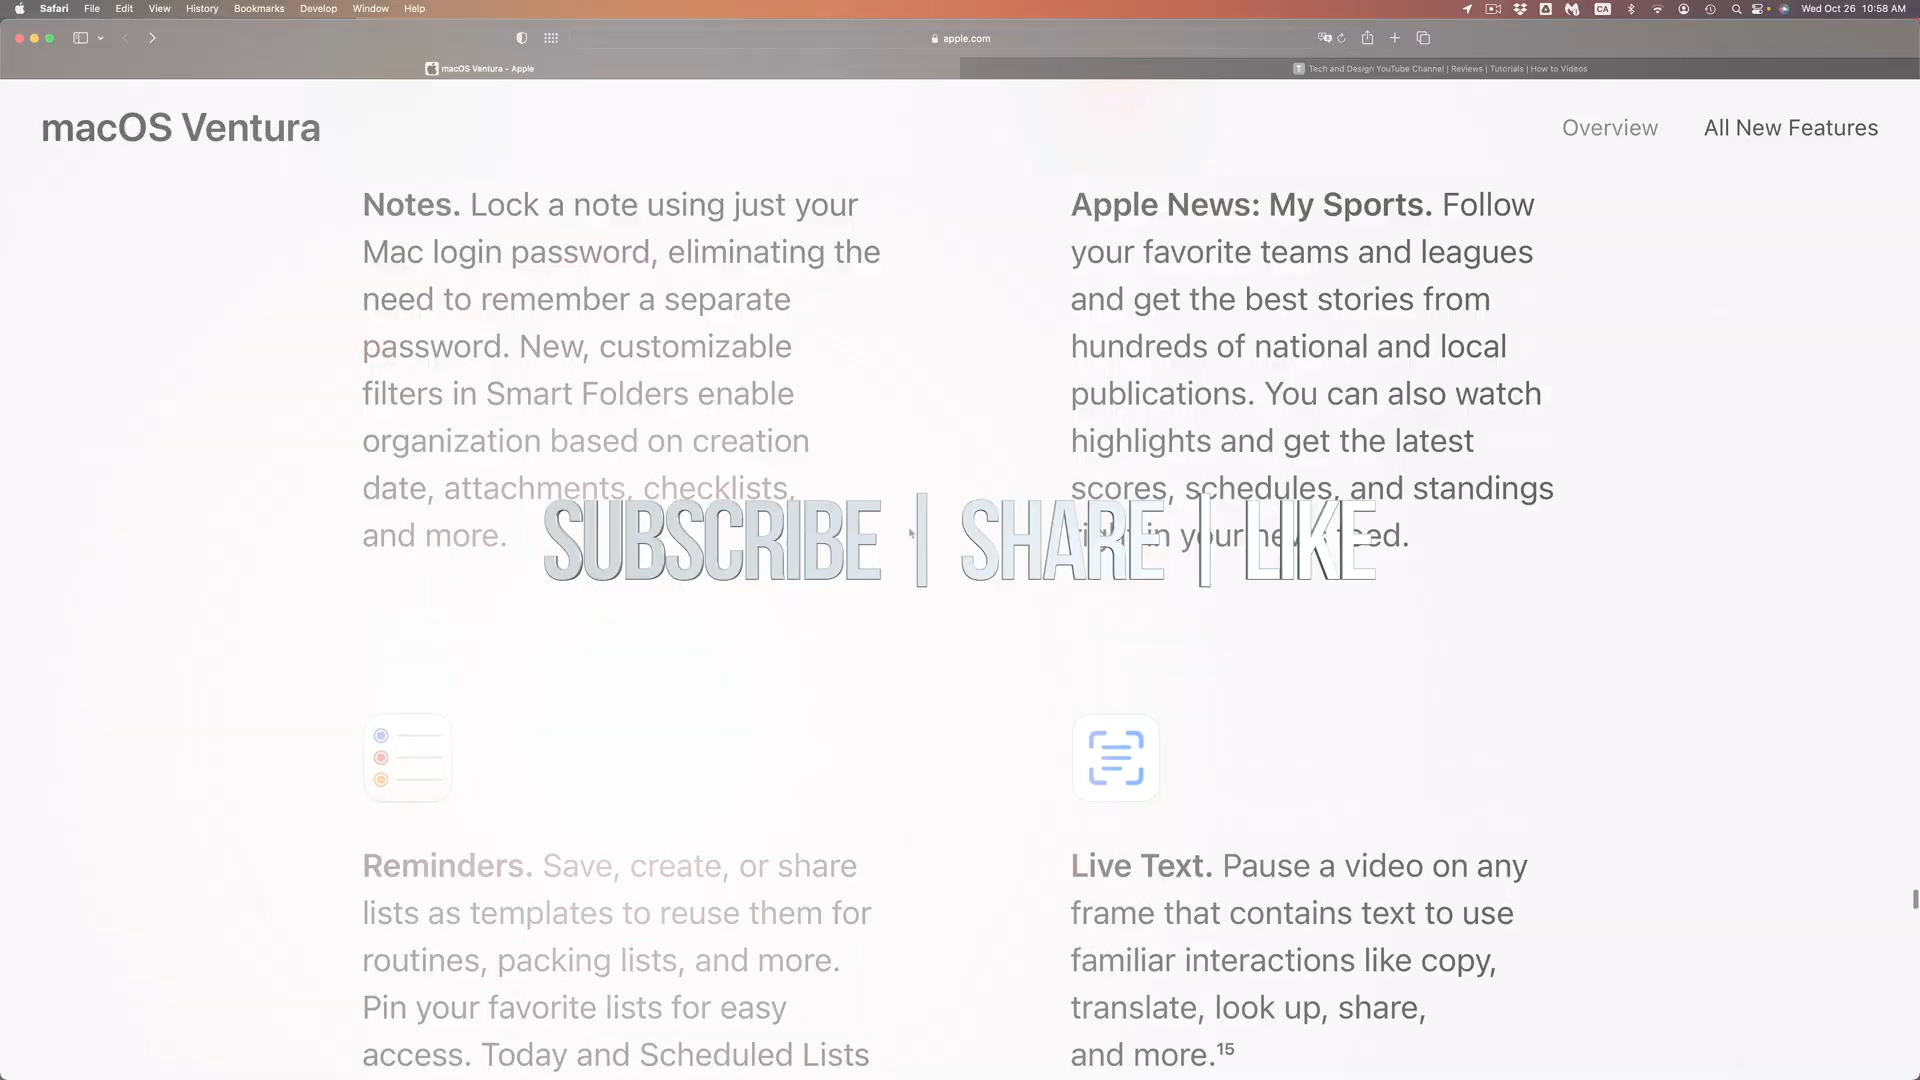 Safari File Edit View History Bookmarks Develop Window Help
CA
Wed Oct 26 10:58 AM
apple.com
macOS Ventura - Apple
T Tech and Design YouTube Channel | Reviews | Tutorials | How to Videos
macOS Ventura
Overview All New Features
Notes. Lock a note using just your
Mac login password, eliminating the
need to remember a separate
password. New, customizable
filters in Smart Folders enable
organization based on creation
date, attachments, checklists,
and more.
Apple News: My Sports. Follow
your favorite teams and leagues
and get the best stories from
hundreds of national and local
publications. You can also watch
highlights and get the latest
scores, schedules, and standings
right in your newsfeed.
SUBSCRIBE | SHARE | LIKE
Reminders. Save, create, or share
lists as templates to reuse them for
routines, packing lists, and more.
Pin your favorite lists for easy
access. Today and Scheduled Lists
Live Text. Pause a video on any
frame that contains text to use
familiar interactions like copy,
translate, look up, share,
and more.15